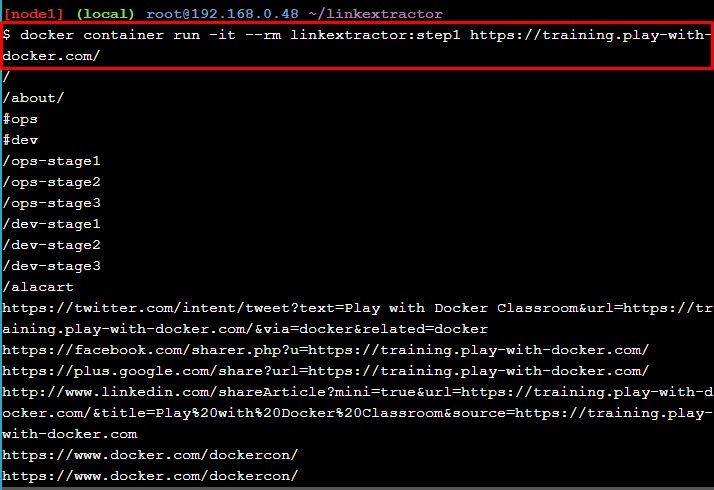 [node1] (local) root@192.168.0.48 ~/linkextractor
$ docker container run -it --rm linkextractor:step1 https://training.play-with-
docker.com/
/
/about/
#ops
#dev
/ops-stage1
/ops-stage2
/ops-stage3
/dev-stage1
/dev-stage2
/dev-stage3
/alacart
https://twitter.com/intent/tweet?text=Play with Docker Classroom&url=https://tr
aining.play-with-docker.com/&via=docker&related=docker
https://facebook.com/sharer.php?u=https://training.play-with-docker.com/
https://plus.google.com/share?url=https://training.play-with-docker.com/
http://www.linkedin.com/shareArticle?mini=true&url=https://training.play-with-d
ocker.com/&title=Play%20with%20Docker%20Classroom&source=https://training.play-
with-docker.com
https://www.docker.com/dockercon/
https://www.docker.com/dockercon/